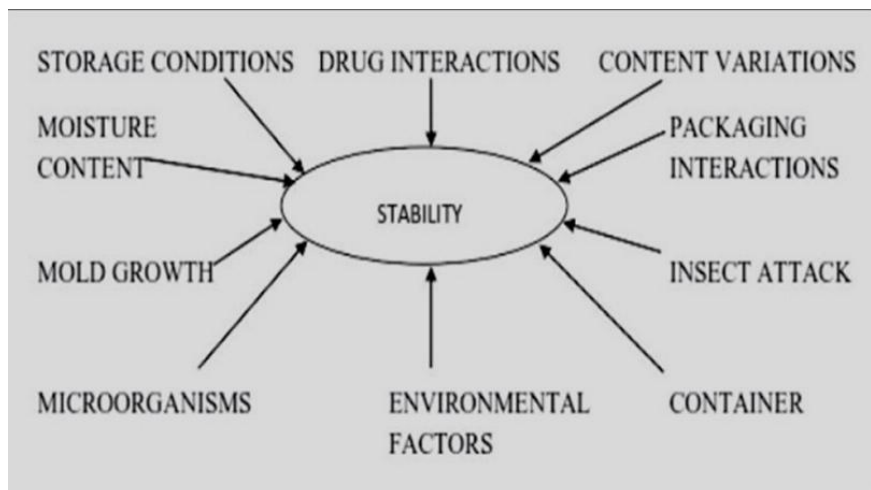 STORAGE CONDITIONS
DRUG INTERACTIONS
CONTENT VARIATIONS
MOISTURE
CONTENT
PACKAGING
INTERACTIONS
STABILITY
MOLD GROWTH
INSECT ATTACK
MICROORGANISMS
ENVIRONMENTAL
FACTORS
CONTAINER